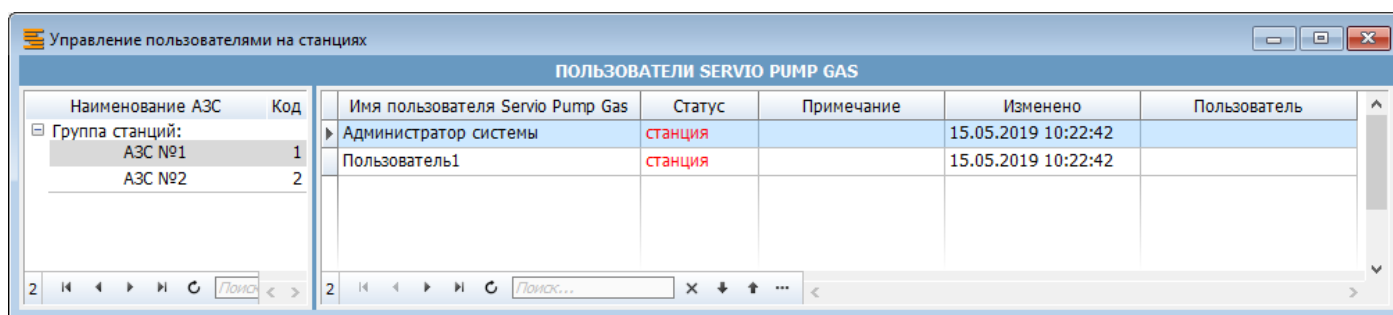 Управление пользователями на станциях
ПОЛЬЗОВАТЕЛИ SERVIO PUMP GAS
Наименование АЗС Код
Группа станций:
АЗС №1 1
АЗС №2 2
2 Поиск
Имя пользователя Servio Pump Gas Статус Примечание Изменено Пользователь
Администратор системы станция 15.05.2019 10:22:42
Пользователь1 станция 15.05.2019 10:22:42
2 Поиск...